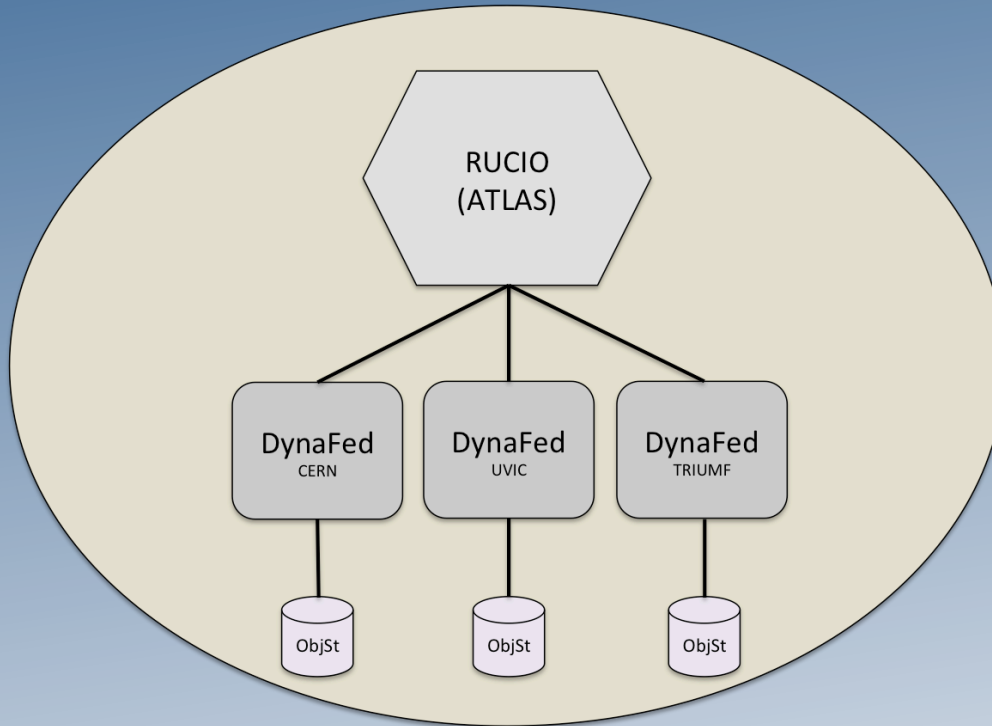 RUCIO
(ATLAS)
DynaFed
CERN
DynaFed
UVIC
DynaFed
TRIUMF
ObjSt
ObjSt
ObjSt